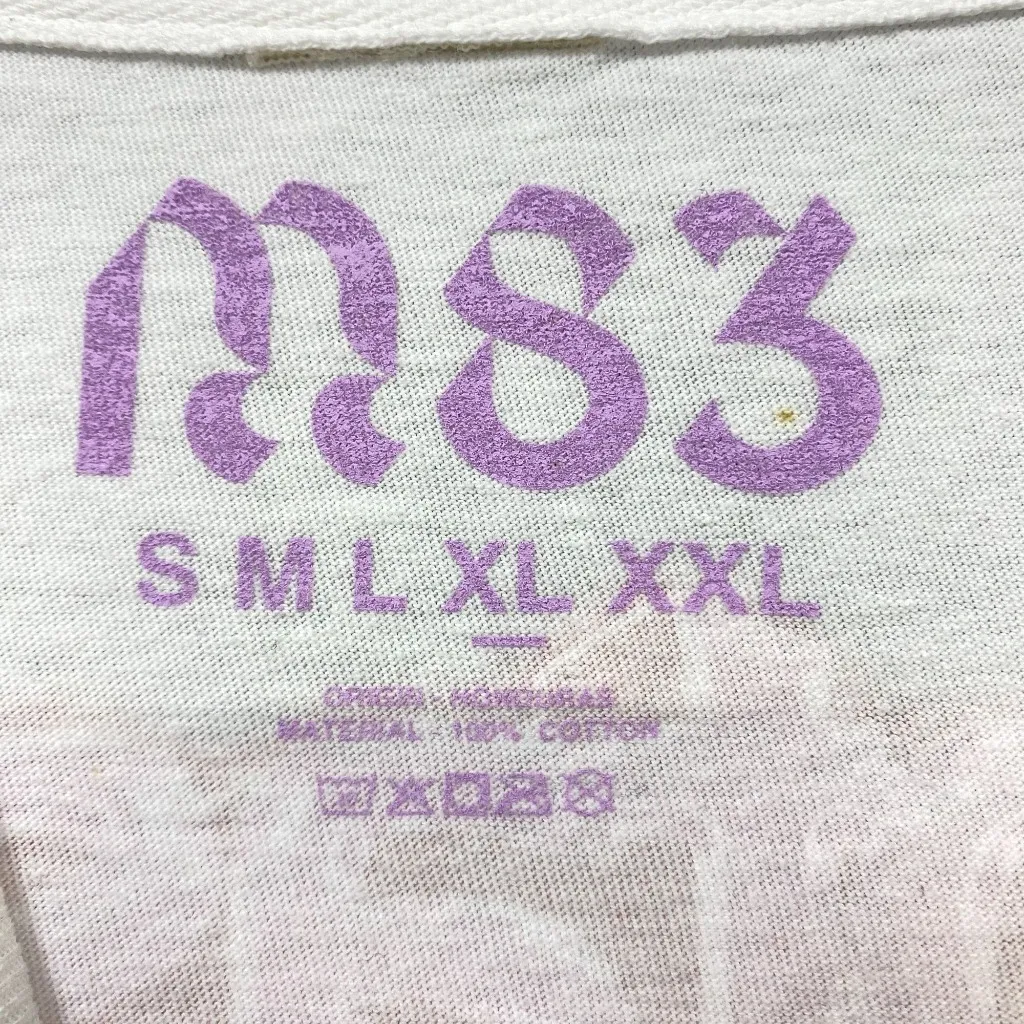 M83
S M L XL XXL
ORIGIN - HONDURAS
MATERIAL - 100% COTTON